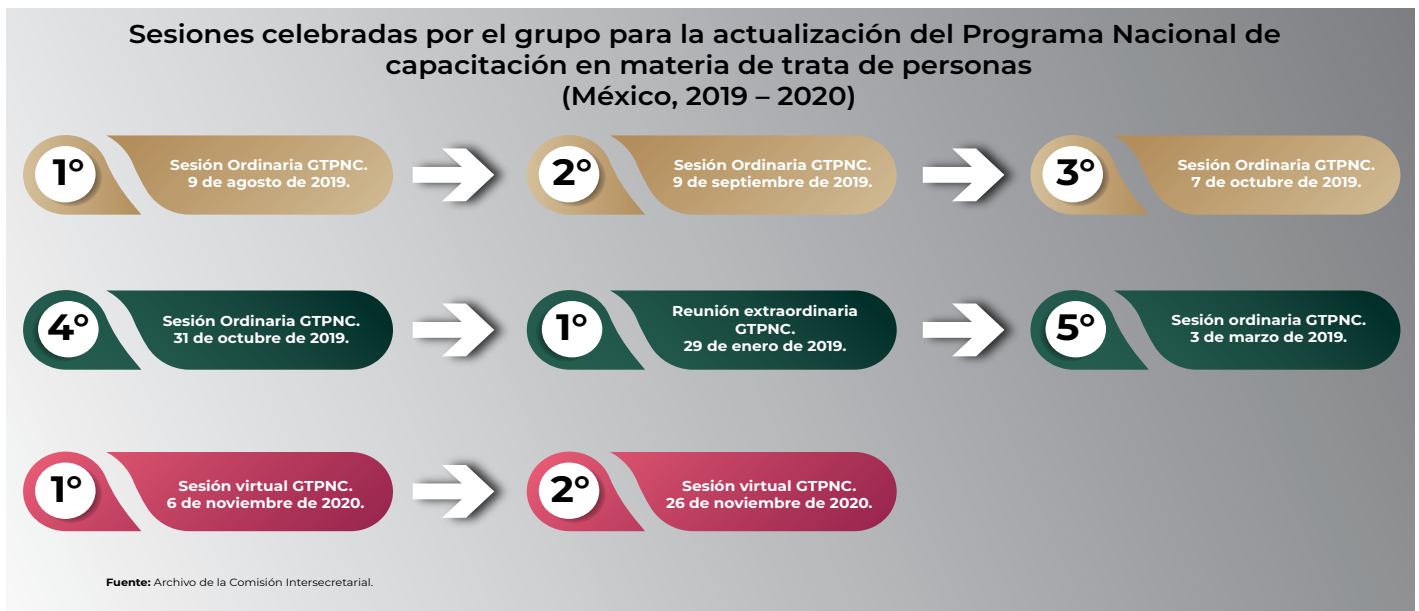 Sesiones celebradas por el grupo para la actualización del Programa Nacional de
capacitación en materia de trata de personas
(México, 2019 – 2020)
1°
Sesión Ordinaria GTPNC.
9 de agosto de 2019.
2°
Sesión Ordinaria GTPNC.
9 de septiembre de 2019.
3°
Sesión Ordinaria GTPNC.
7 de octubre de 2019.
4°
Sesión Ordinaria GTPNC.
31 de octubre de 2019.
1°
Reunión extraordinaria
GTPNC.
29 de enero de 2019.
5°
Sesión ordinaria GTPNC.
3 de marzo de 2019.
1°
Sesión virtual GTPNC.
6 de noviembre de 2020.
2°
Sesión virtual GTPNC.
26 de noviembre de 2020.
Fuente: Archivo de la Comisión Intersecretarial.